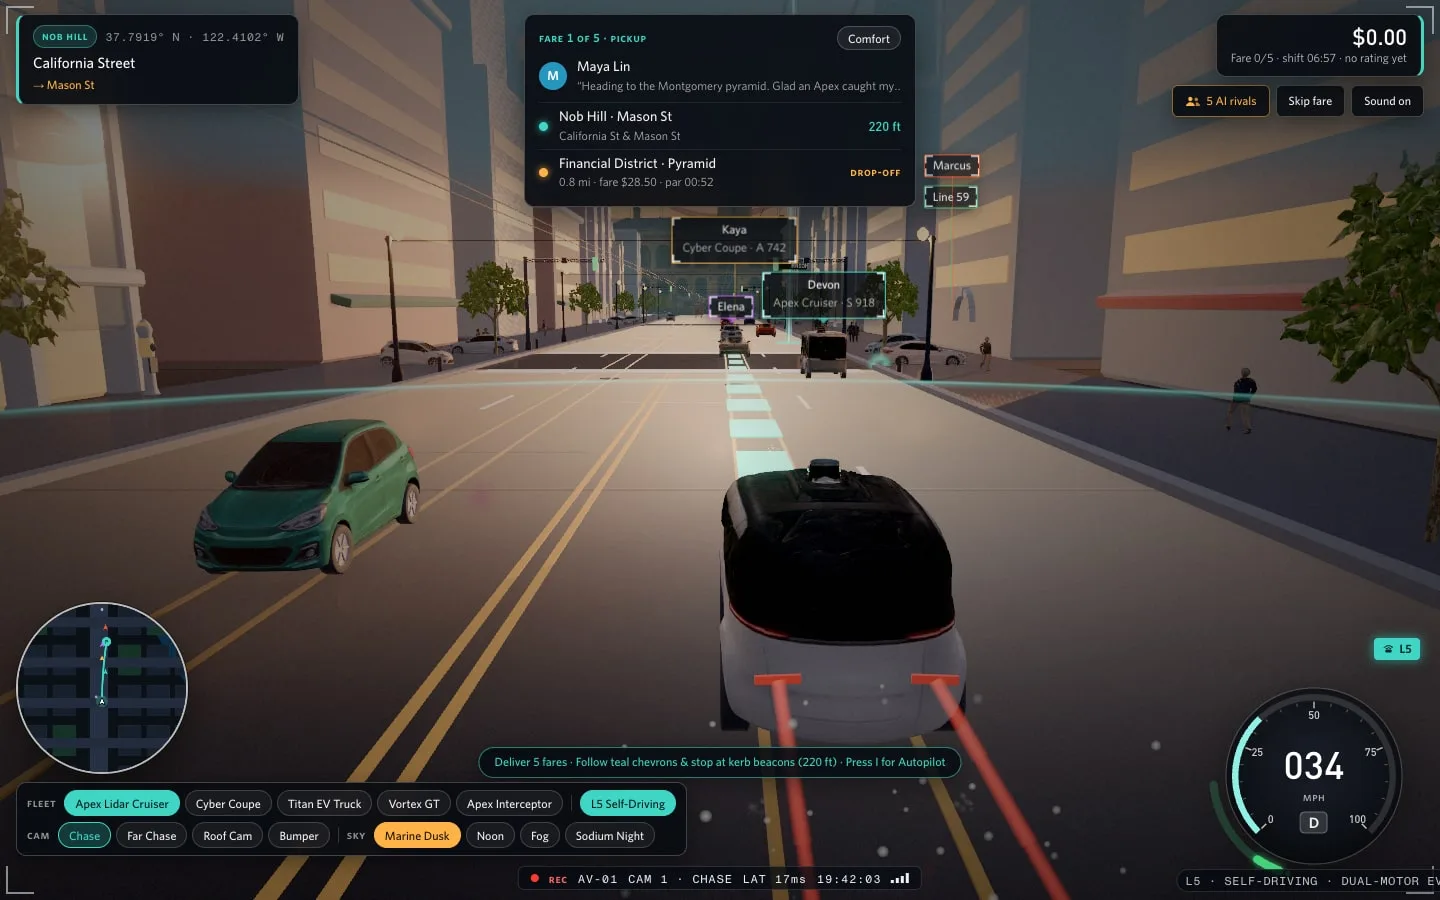 NOB HILL 37.7919° N · 122.4102° W
California Street
→ Mason St
FARE 1 OF 5 · PICKUP
Comfort
M
Maya Lin
"Heading to the Montgomery pyramid. Glad an Apex caught my..
Nob Hill · Mason St
California St & Mason St
220 ft
Financial District · Pyramid
0.8 mi · fare $28.50 · par 00:52
DROP-OFF
$0.00
Fare 0/5 · shift 06:57 · no rating yet
5 AI rivals
Skip fare
Sound on
Marcus
Line 59
Kaya
Cyber Coupe · A 742
Devon
Apex Cruiser · S 918
Elena
L5
50
25
75
034
MPH
0
100
D
Deliver 5 fares · Follow teal chevrons & stop at kerb beacons (220 ft) · Press I for Autopilot
FLEET Apex Lidar Cruiser Cyber Coupe Titan EV Truck Vortex GT Apex Interceptor L5 Self-Driving
CAM Chase Far Chase Roof Cam Bumper SKY Marine Dusk Noon Fog Sodium Night
REC AV-01 CAM 1 · CHASE LAT 17ms 19:42:03
L5 · SELF-DRIVING · DUAL-MOTOR EV